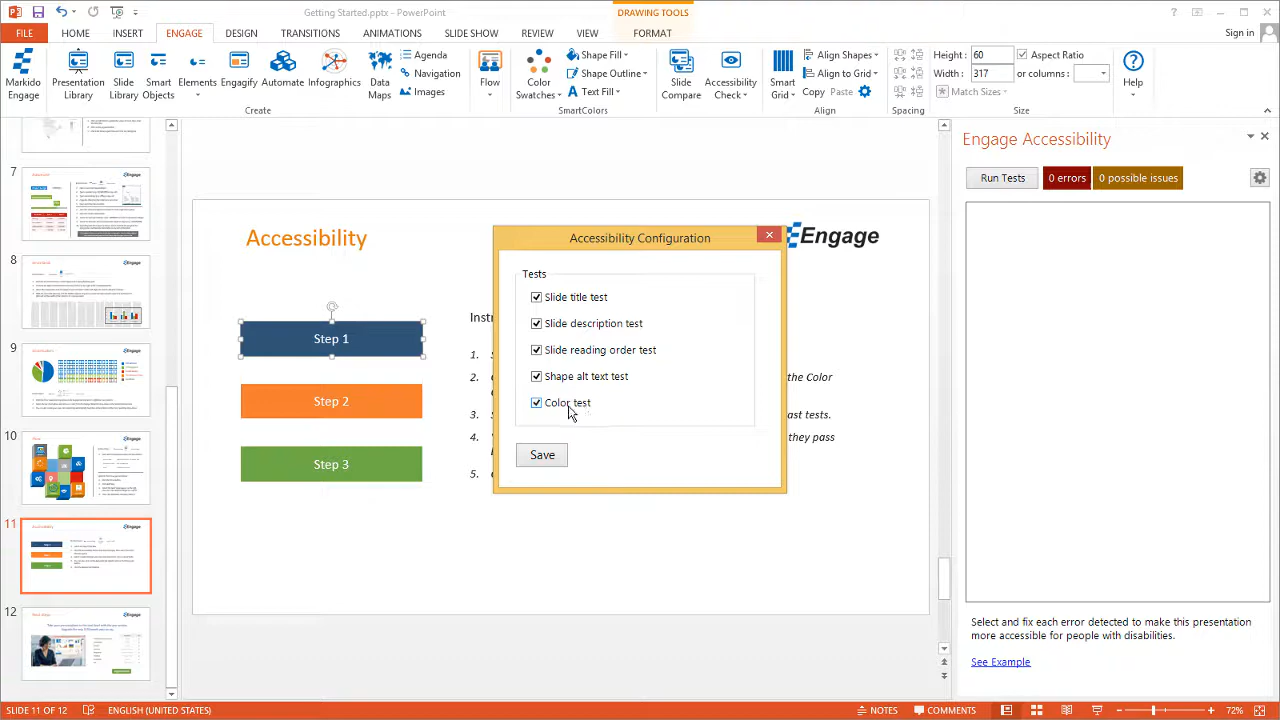 Getting Started.pptx - PowerPoint
DRAWING TOOLS
FILE
HOME
INSERT
ENGAGE
DESIGN
TRANSITIONS
ANIMATIONS
SLIDE SHOW
REVIEW
VIEW
FORMAT
Sign in
Markido Engage
Presentation Library
Slide Library
Smart Objects
Elements
Engagify
Automate
Infographics
Data Maps
Agenda
Navigation
Images
Create
Flow
Color Swatches
Shape Fill
Shape Outline
Text Fill
SmartColors
Slide Compare
Accessibility Check
Smart Grid
Align Shapes
Align to Grid
Copy Paste
Align
Spacing
Height: 60
Width: 317
Aspect Ratio
or columns:
Match Sizes
Size
Help
7
8
9
10
11
12
Accessibility
Engage
Step 1
Step 2
Step 3
Instr
1.
2.
the Color
3.
ast tests.
4.
they pass
5.
Accessibility Configuration
Tests
Slide title test
Slide description test
Slide reading order test
Shape alt text test
Color test
Save
Engage Accessibility
Run Tests
0 errors
0 possible issues
Select and fix each error detected to make this presentation
more accessible for people with disabilities.
See Example
SLIDE 11 OF 12
ENGLISH (UNITED STATES)
NOTES
COMMENTS
72%